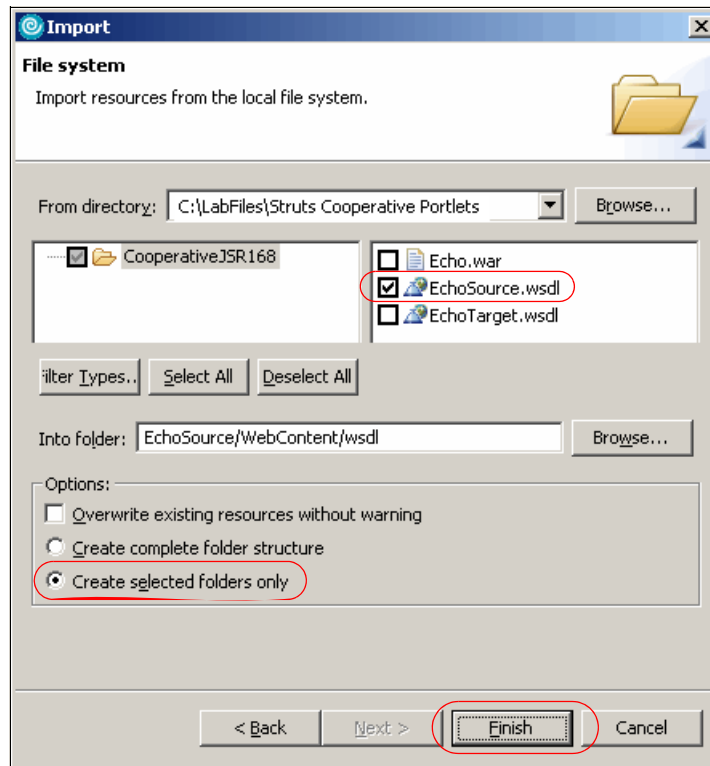 Import
File system
Import resources from the local file system.
From directory: C:\LabFiles\Struts Cooperative Portlets Browse...
CooperativeJSR168
Echo.war
EchoSource.wsdl
EchoTarget.wsdl
ilter Types.. Select All Deselect All
Into folder: EchoSource/WebContent/wsdl Browse...
Options:
Overwrite existing resources without warning
Create complete folder structure
Create selected folders only
< Back Next > Finish Cancel